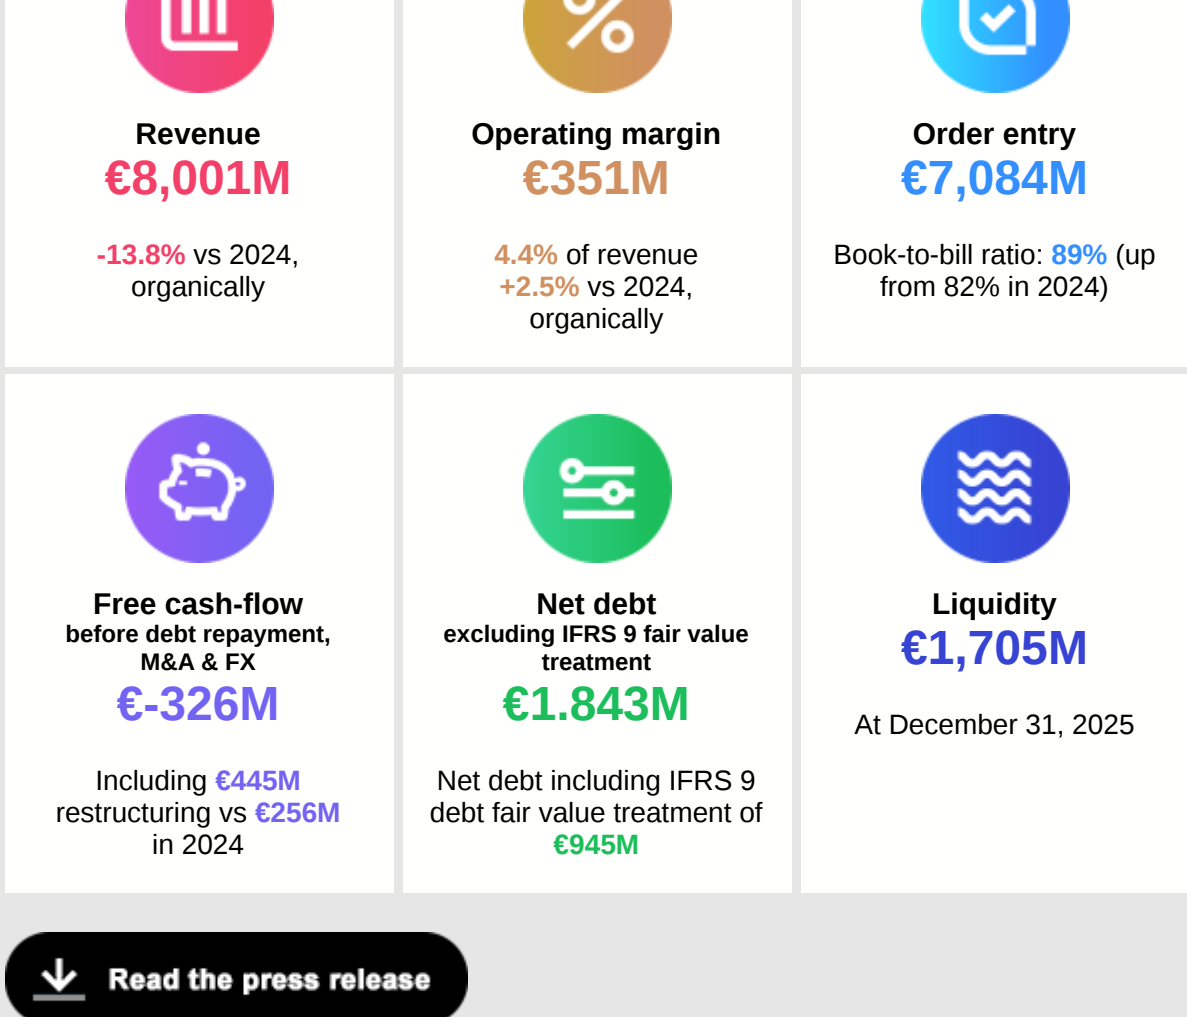 Revenue
€8,001M
-13.8% vs 2024,
organically
Operating margin
€351M
4.4% of revenue
+2.5% vs 2024,
organically
Order entry
€7,084M
Book-to-bill ratio: 89% (up
from 82% in 2024)
Free cash-flow
before debt repayment,
M&A & FX
€-326M
Including €445M
restructuring vs €256M
in 2024
Net debt
excluding IFRS 9 fair value
treatment
€1.843M
Net debt including IFRS 9
debt fair value treatment of
€945M
Liquidity
€1,705M
At December 31, 2025
Read the press release